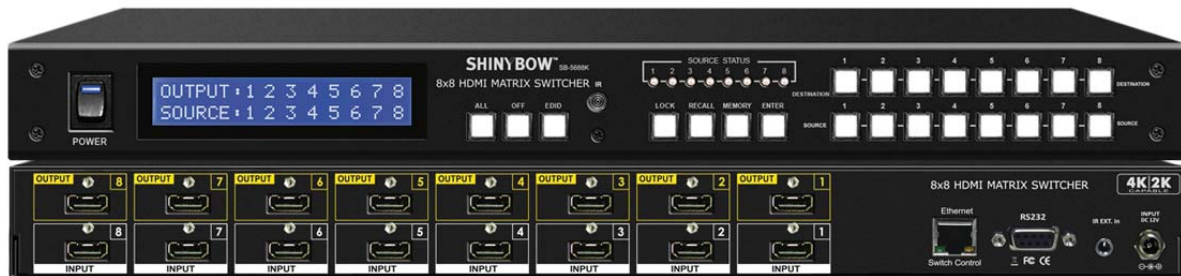 SHINYBOW™ SB-5688K
8x8 HDMI MATRIX SWITCHER IR
SOURCE STATUS
1 2 3 4 5 6 7 8
OUTPUT:1 2 3 4 5 6 7 8
SOURCE:1 2 3 4 5 6 7 8
POWER
ALL OFF EDID
LOCK RECALL MEMORY ENTER
1 2 3 4 5 6 7 8
DESTINATION DESTINATION
1 2 3 4 5 6 7 8
SOURCE SOURCE
OUTPUT 8 OUTPUT 7 OUTPUT 6 OUTPUT 5 OUTPUT 4 OUTPUT 3 OUTPUT 2 OUTPUT 1
8 7 6 5 4 3 2 1
INPUT INPUT INPUT INPUT INPUT INPUT INPUT INPUT
8x8 HDMI MATRIX SWITCHER
4K|2K
CAPABLE
Ethernet
Switch Control
RS232
FC CE
IR EXT. In
INPUT
DC 12V